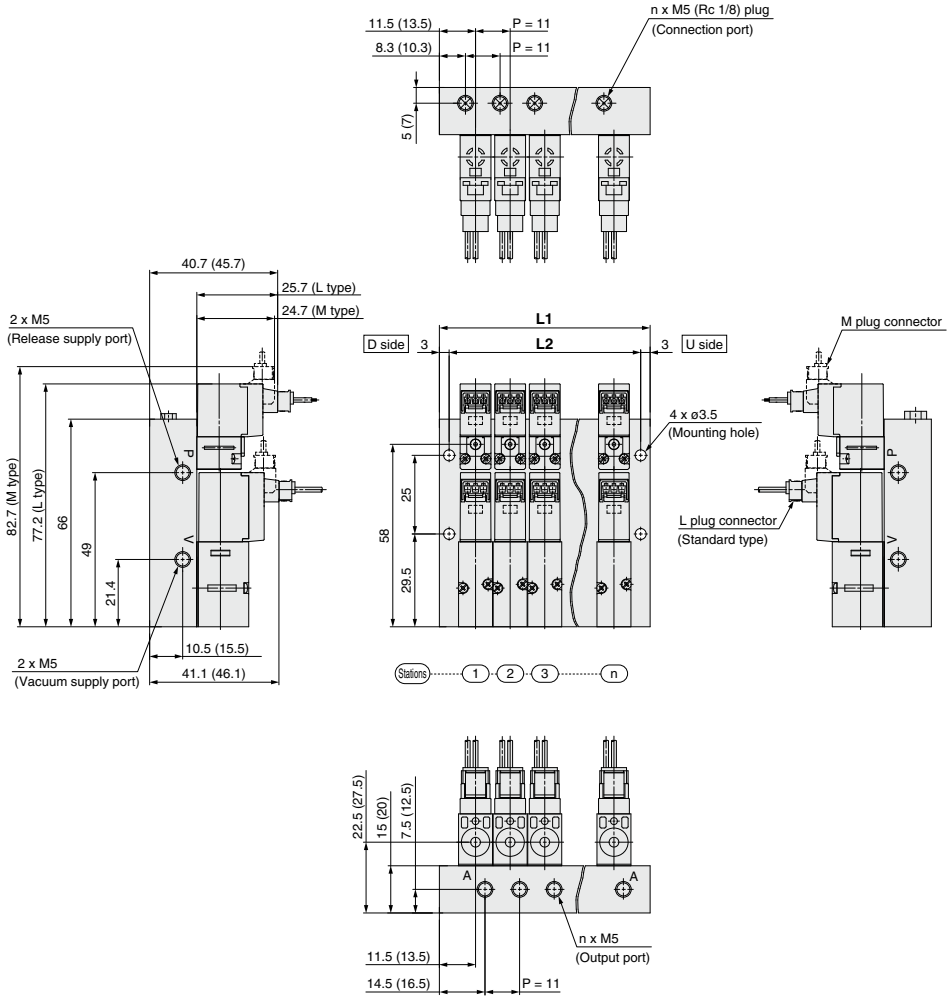 n x M5 (Rc 1/8) plug
(Connection port)
11.5 (13.5)
P = 11
8.3 (10.3)
P = 11
5 (7)
40.7 (45.7)
25.7 (L type)
24.7 (M type)
2 x M5
(Release supply port)
82.7 (M type)
77.2 (L type)
66
49
21.4
P
V
10.5 (15.5)
41.1 (46.1)
2 x M5
(Vacuum supply port)
L1
D side
3
L2
3
U side
4 x ø3.5
(Mounting hole)
58
25
29.5
M plug connector
P
L plug connector
(Standard type)
V
Stations
1
2
3
n
22.5 (27.5)
15 (20)
7.5 (12.5)
A
A
n x M5
(Output port)
11.5 (13.5)
14.5 (16.5)
P = 11